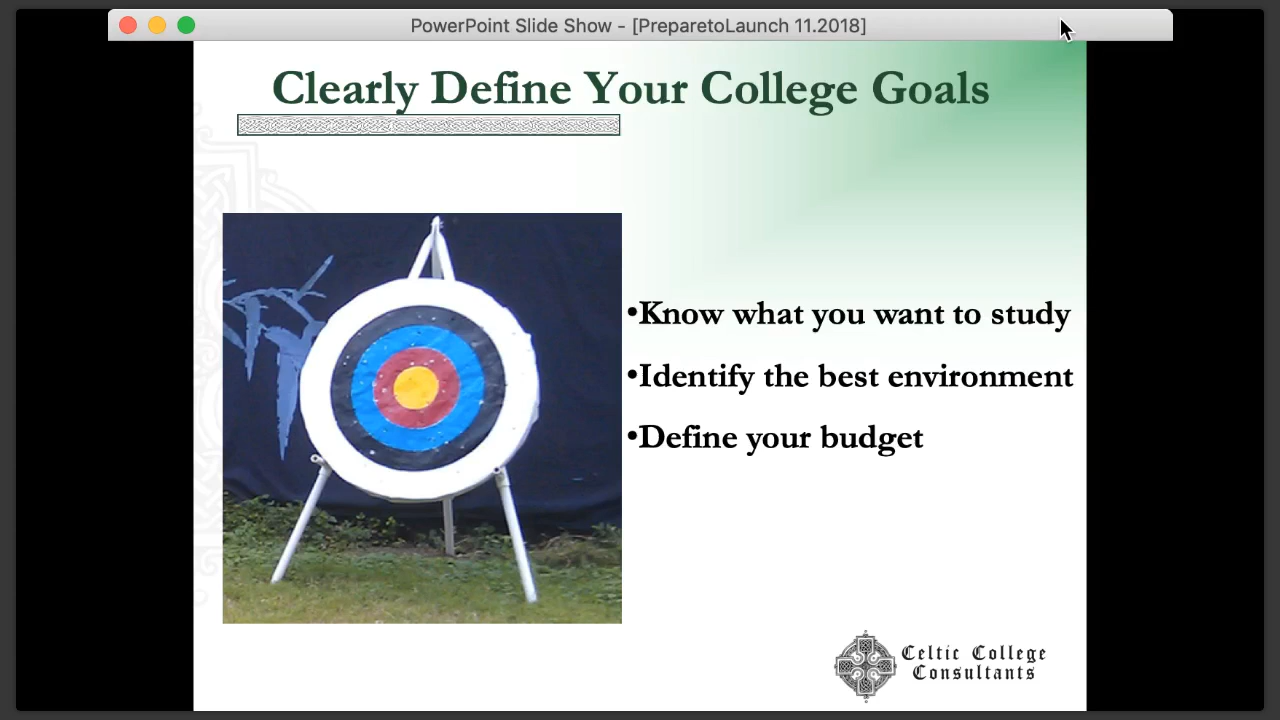 PowerPoint Slide Show - [PreparetoLaunch 11.2018]
Clearly Define Your College Goals
•Know what you want to study
•Identify the best environment
•Define your budget
Celtic College
Consultants